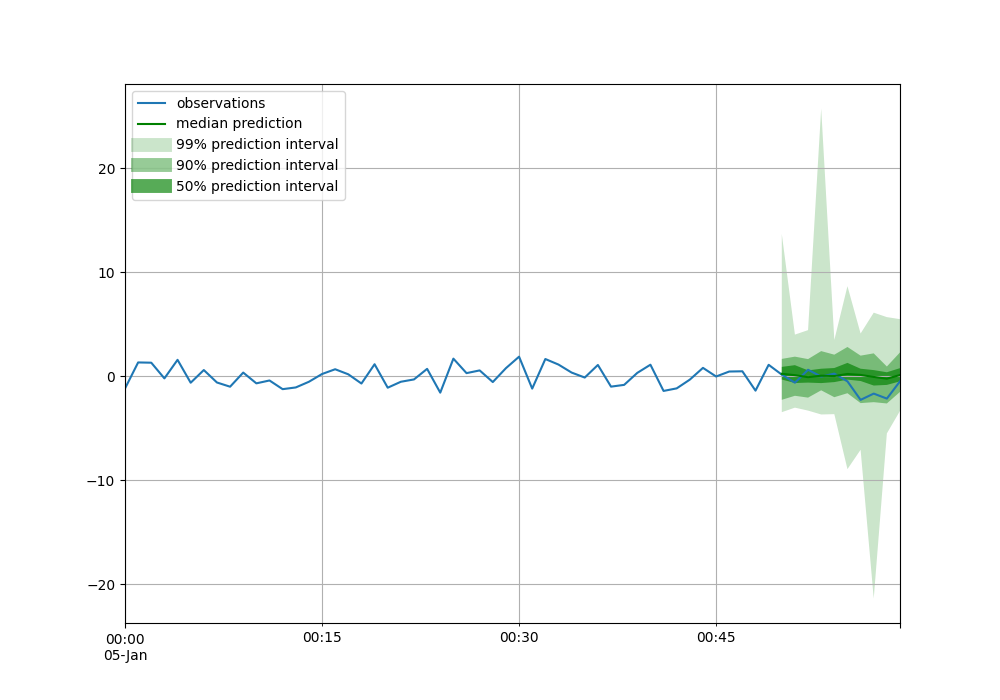 observations
median prediction
99% prediction interval
90% prediction interval
50% prediction interval
20
10
0
−10
−20
00:00
05-Jan
00:15
00:30
00:45